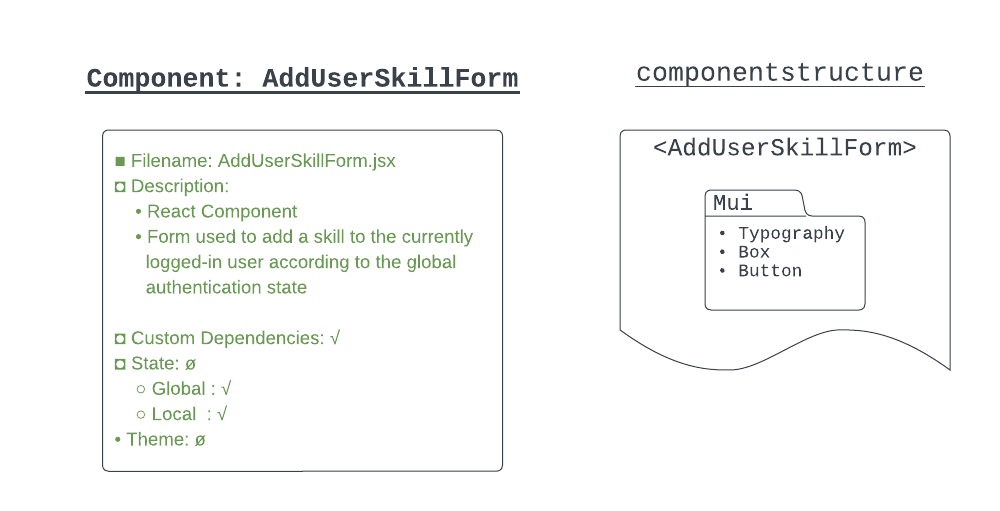 Component: AddUserSkillForm
■ Filename: AddUserSkillForm.jsx
◘ Description:
• React Component
• Form used to add a skill to the currently
logged-in user according to the global
authentication state
◘ Custom Dependencies: √
◘ State: ø
○ Global : √
○ Local  : √
• Theme: ø
componentstructure
<AddUserSkillForm>
Mui
• Typography
• Box
• Button